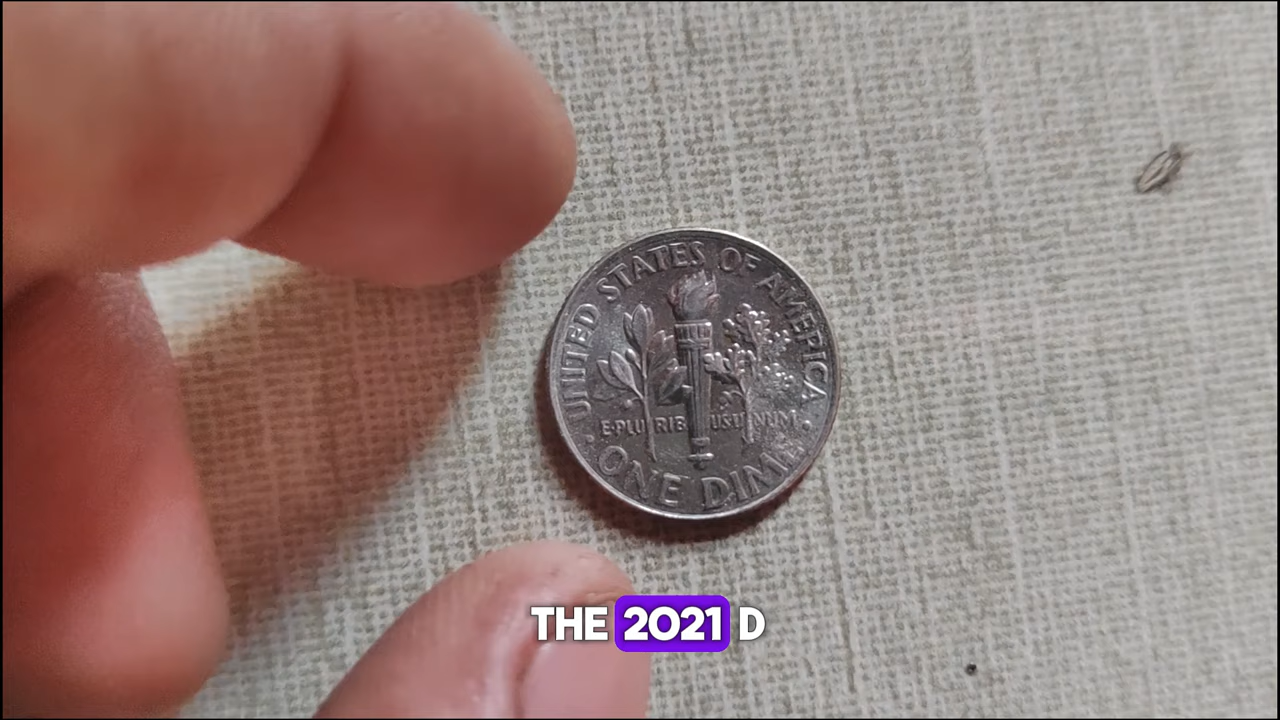 UNITED STATES OF AMERICA
E·PLURIBUS·UNUM
· ONE DIME ·
THE 2021 D